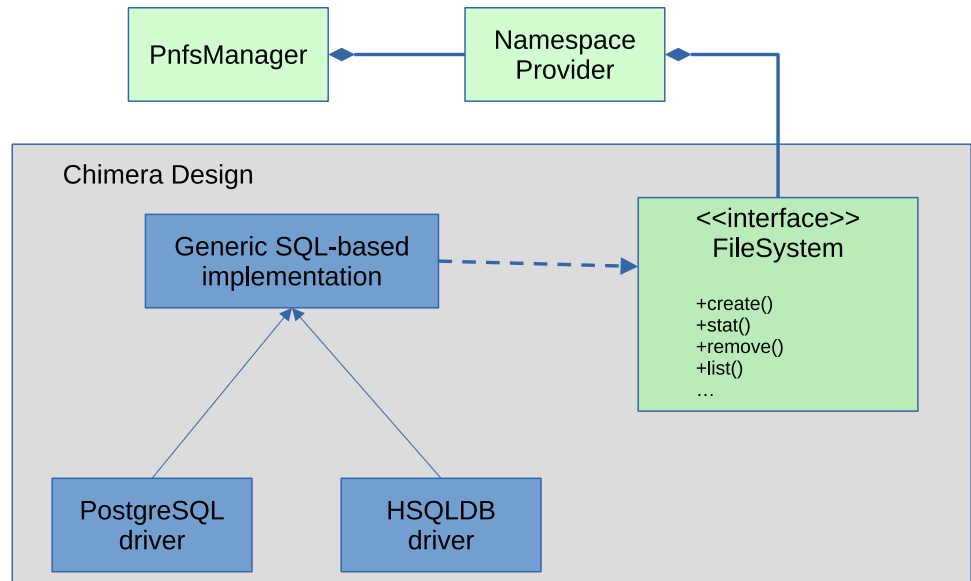 PnfsManager
Namespace
Provider
Chimera Design
Generic SQL-based
implementation
<<interface>>
FileSystem
+create()
+stat()
+remove()
+list()
...
PostgreSQL
driver
HSQLDB
driver